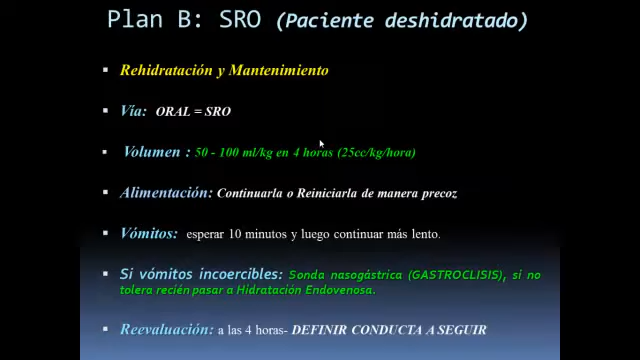 Plan B: SRO (Paciente deshidratado)
Rehidratación y Mantenimiento
Vía: ORAL = SRO
Volumen : 50 - 100 ml/kg en 4 horas (25cc/kg/hora)
Alimentación: Continuarla o Reiniciarla de manera precoz
Vómitos: esperar 10 minutos y luego continuar más lento.
Si vómitos incoercibles: Sonda nasogástrica (GASTROCLISIS), si no
tolera recién pasar a Hidratación Endovenosa.
Reevaluación: a las 4 horas- DEFINIR CONDUCTA A SEGUIR